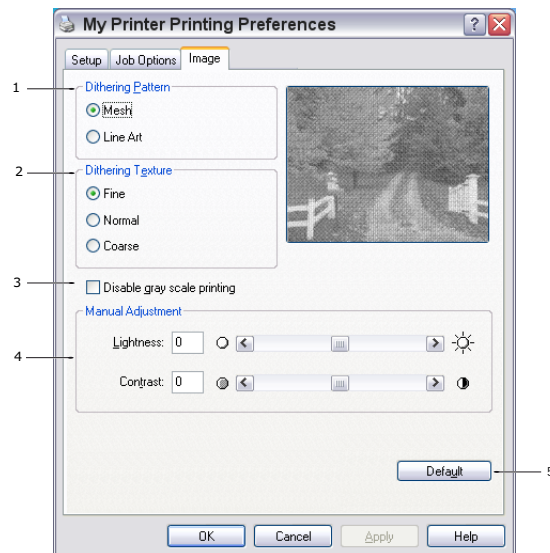 My Printer Printing Preferences
Setup Job Options Image
1
Dithering Pattern
Mesh
Line Art
2
Dithering Texture
Fine
Normal
Coarse
3
Disable gray scale printing
Manual Adjustment
4
Lightness: 0
Contrast: 0
Default
5
OK Cancel Apply Help